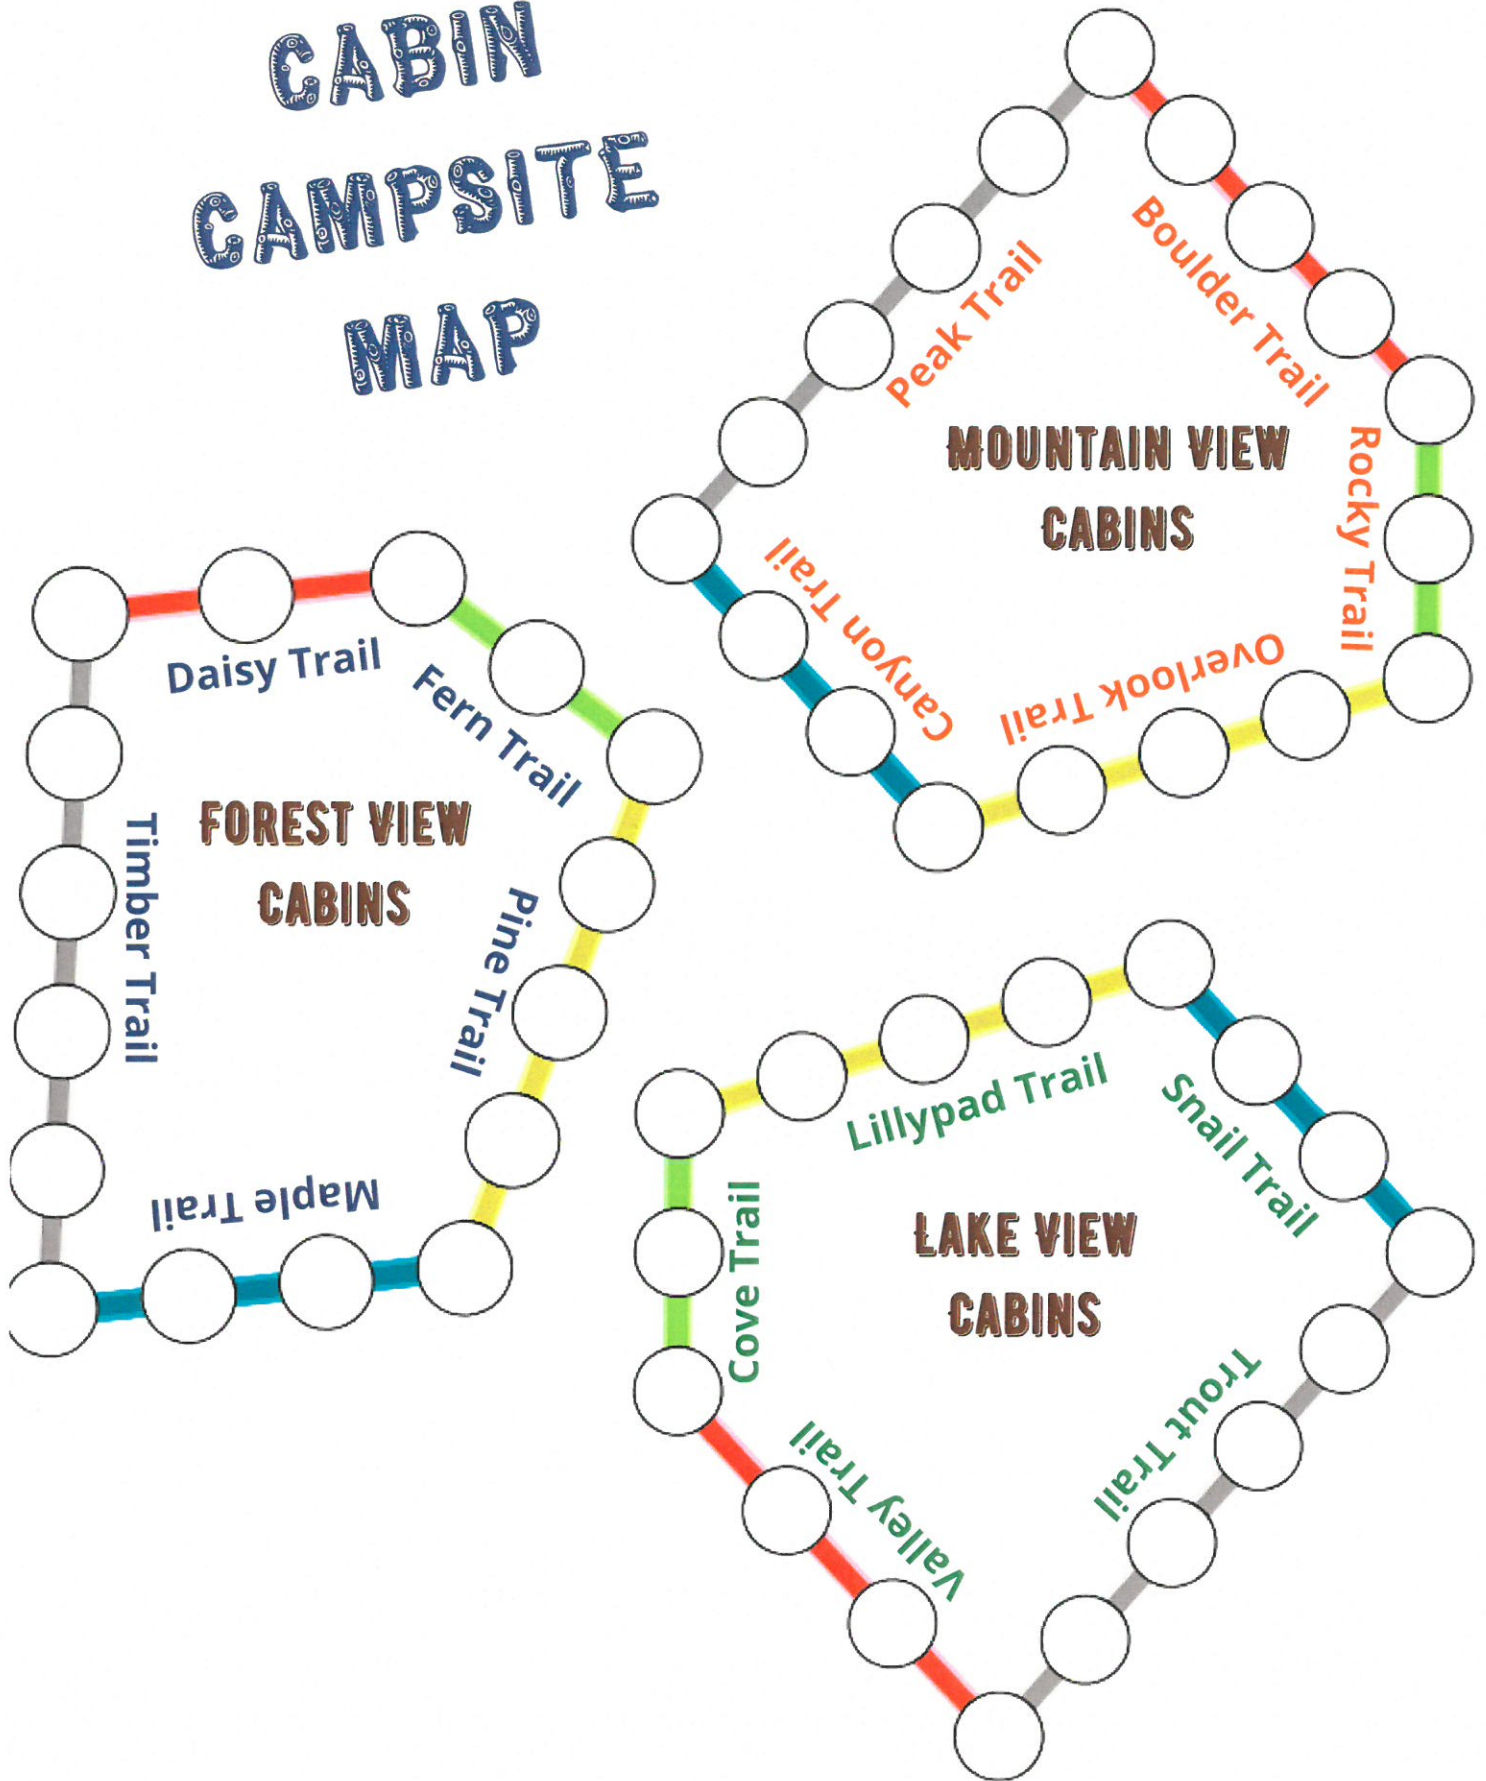 CABIN
CAMPSITE
MAP
Peak Trail
Boulder Trail
MOUNTAIN VIEW
CABINS
Rocky Trail
Canyon Trail
Overlook Trail
Daisy Trail
Fern Trail
FOREST VIEW
CABINS
Timber Trail
Pine Trail
Maple Trail
Lillypad Trail
Snail Trail
LAKE VIEW
CABINS
Cove Trail
Trout Trail
Valley Trail